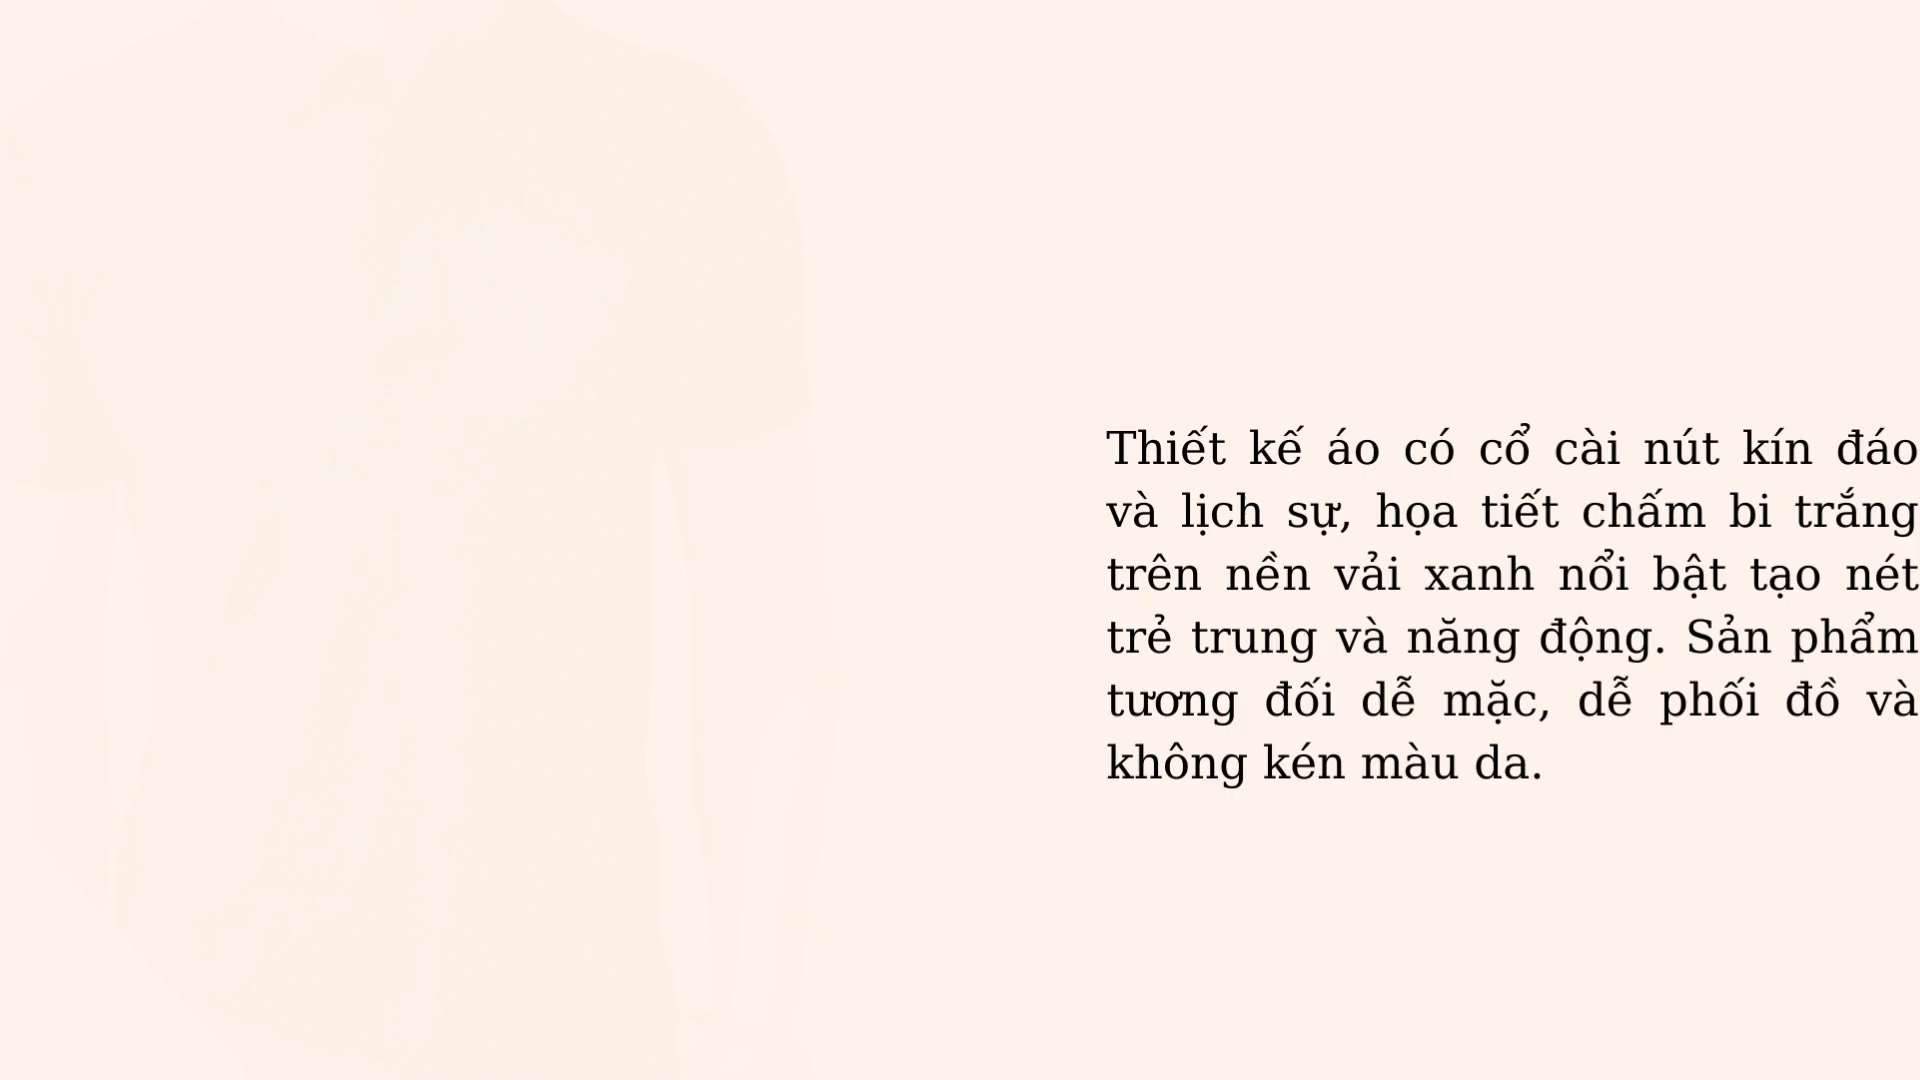 Thiết kế áo có cổ cài nút kín đáo
và lịch sự, họa tiết chấm bi trắng
trên nền vải xanh nổi bật tạo nét
trẻ trung và năng động. Sản phẩm
tương đối dễ mặc, dễ phối đồ và
không kén màu da.